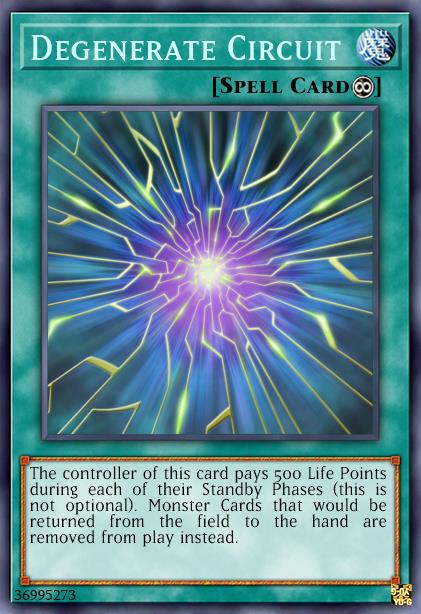 Degenerate Circuit
魔
[Spell Card]
The controller of this card pays 500 Life Points
during each of their Standby Phases (this is
not optional). Monster Cards that would be
returned from the field to the hand are
removed from play instead.
36995273